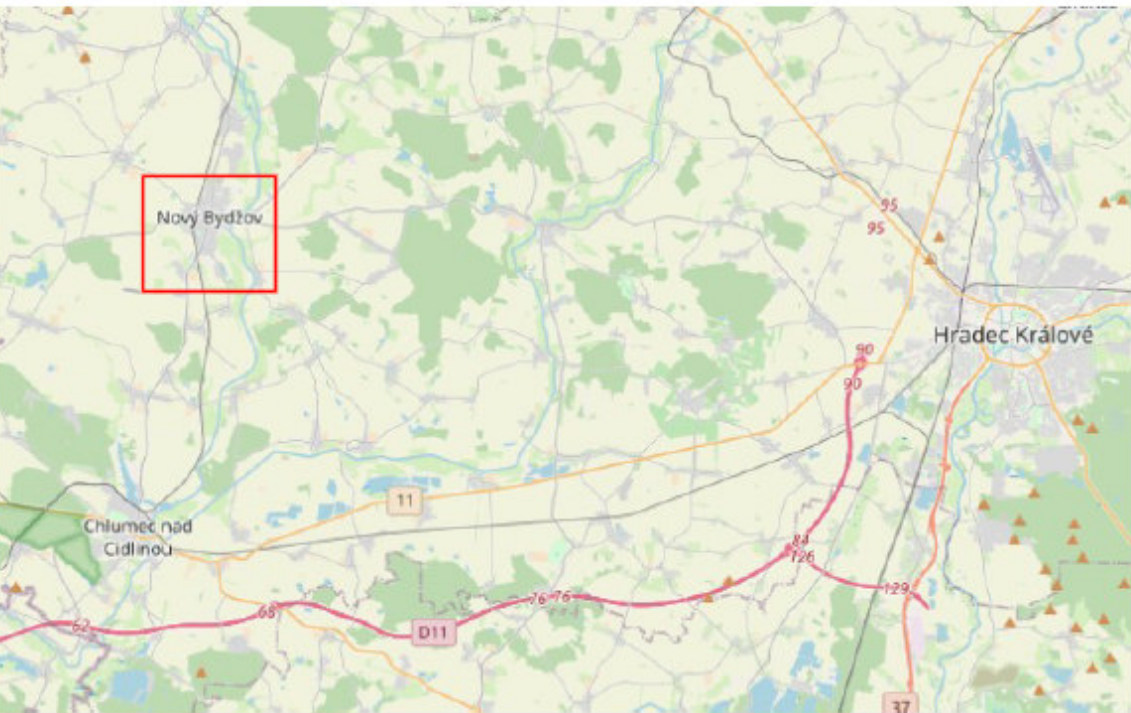 Nový Bydžov
95
95
Hradec Králové
90
90
11
Chlumec nad
Cidlinou
84
126
76 76
129
68
62
D11
37